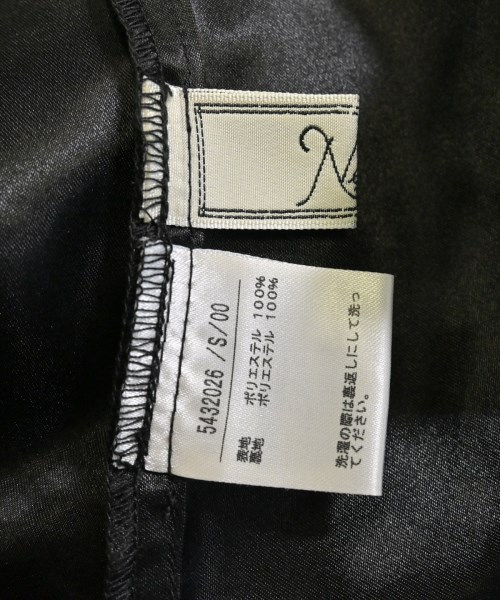 5432026 /S/00
表地 ポリエステル 100%
裏地 ポリエステル 100%
洗濯の際は裏返しにして洗っ
てください。